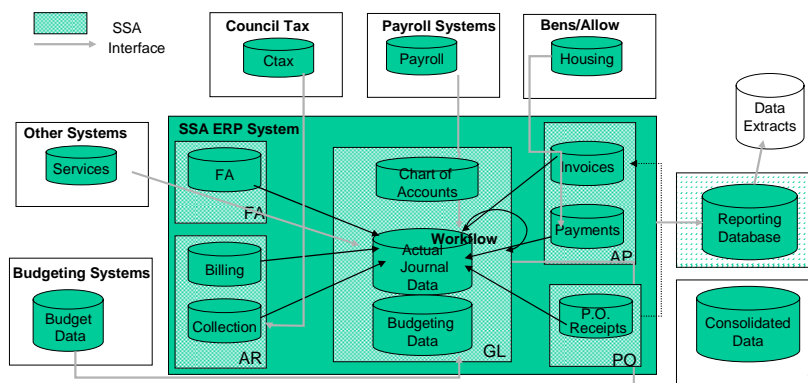 SSA
Interface
Council Tax
Ctax
Payroll Systems
Payroll
Bens/Allow
Housing
Data
Extracts
Other Systems
Services
SSA ERP System
FA
FA
Chart of
Accounts
Invoices
Payments
AP
Workflow
Actual
Journal
Data
Billing
Collection
AR
Budgeting
Data
GL
P.O.
Receipts
PO
Reporting
Database
Budgeting Systems
Budget
Data
Consolidated
Data